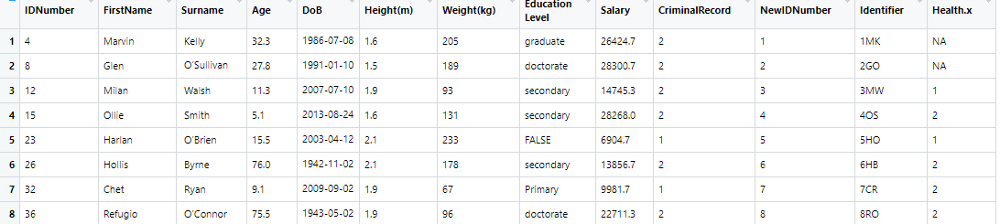 IDNumber FirstName Surname Age DoB Height(m) Weight(kg) Education Level Salary CriminalRecord NewIDNumber Identifier Health.x
1 4 Marvin Kelly 32.3 1986-07-08 1.6 205 graduate 26424.7 2 1 1MK NA
2 8 Glen O'Sullivan 27.8 1991-01-10 1.5 189 doctorate 28300.7 2 2 2GO NA
3 12 Milan Walsh 11.3 2007-07-10 1.9 93 secondary 14745.3 2 3 3MW 1
4 15 Ollie Smith 5.1 2013-08-24 1.6 131 secondary 28268.0 2 4 4OS 2
5 23 Harlan O'Brien 15.5 2003-04-12 2.1 233 FALSE 6904.7 1 5 5HO 1
6 26 Hollis Byrne 76.0 1942-11-02 2.1 178 secondary 13856.7 2 6 6HB 2
7 32 Chet Ryan 9.1 2009-09-02 1.9 67 Primary 9981.7 1 7 7CR 2
8 36 Refugio O'Connor 75.5 1943-05-02 1.9 96 doctorate 22711.3 2 8 8RO 2